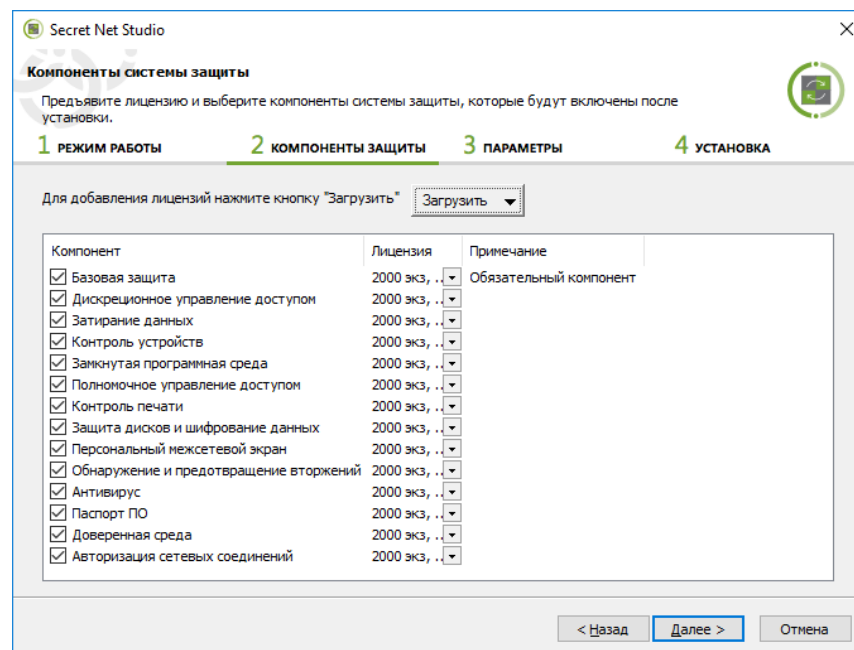 Secret Net Studio
Компоненты системы защиты
Предъявите лицензию и выберите компоненты системы защиты, которые будут включены после
установки.
1 РЕЖИМ РАБОТЫ 2 КОМПОНЕНТЫ ЗАЩИТЫ 3 ПАРАМЕТРЫ 4 УСТАНОВКА
Для добавления лицензий нажмите кнопку "Загрузить" Загрузить
Компонент Лицензия Примечание
Базовая защита 2000 экз, .. Обязательный компонент
Дискреционное управление доступом 2000 экз, ..
Затирание данных 2000 экз, ..
Контроль устройств 2000 экз, ..
Замкнутая программная среда 2000 экз, ..
Полномочное управление доступом 2000 экз, ..
Контроль печати 2000 экз, ..
Защита дисков и шифрование данных 2000 экз, ..
Персональный межсетевой экран 2000 экз, ..
Обнаружение и предотвращение вторжений 2000 экз, ..
Антивирус 2000 экз, ..
Паспорт ПО 2000 экз, ..
Доверенная среда 2000 экз, ..
Авторизация сетевых соединений 2000 экз, ..
< Назад Далее > Отмена